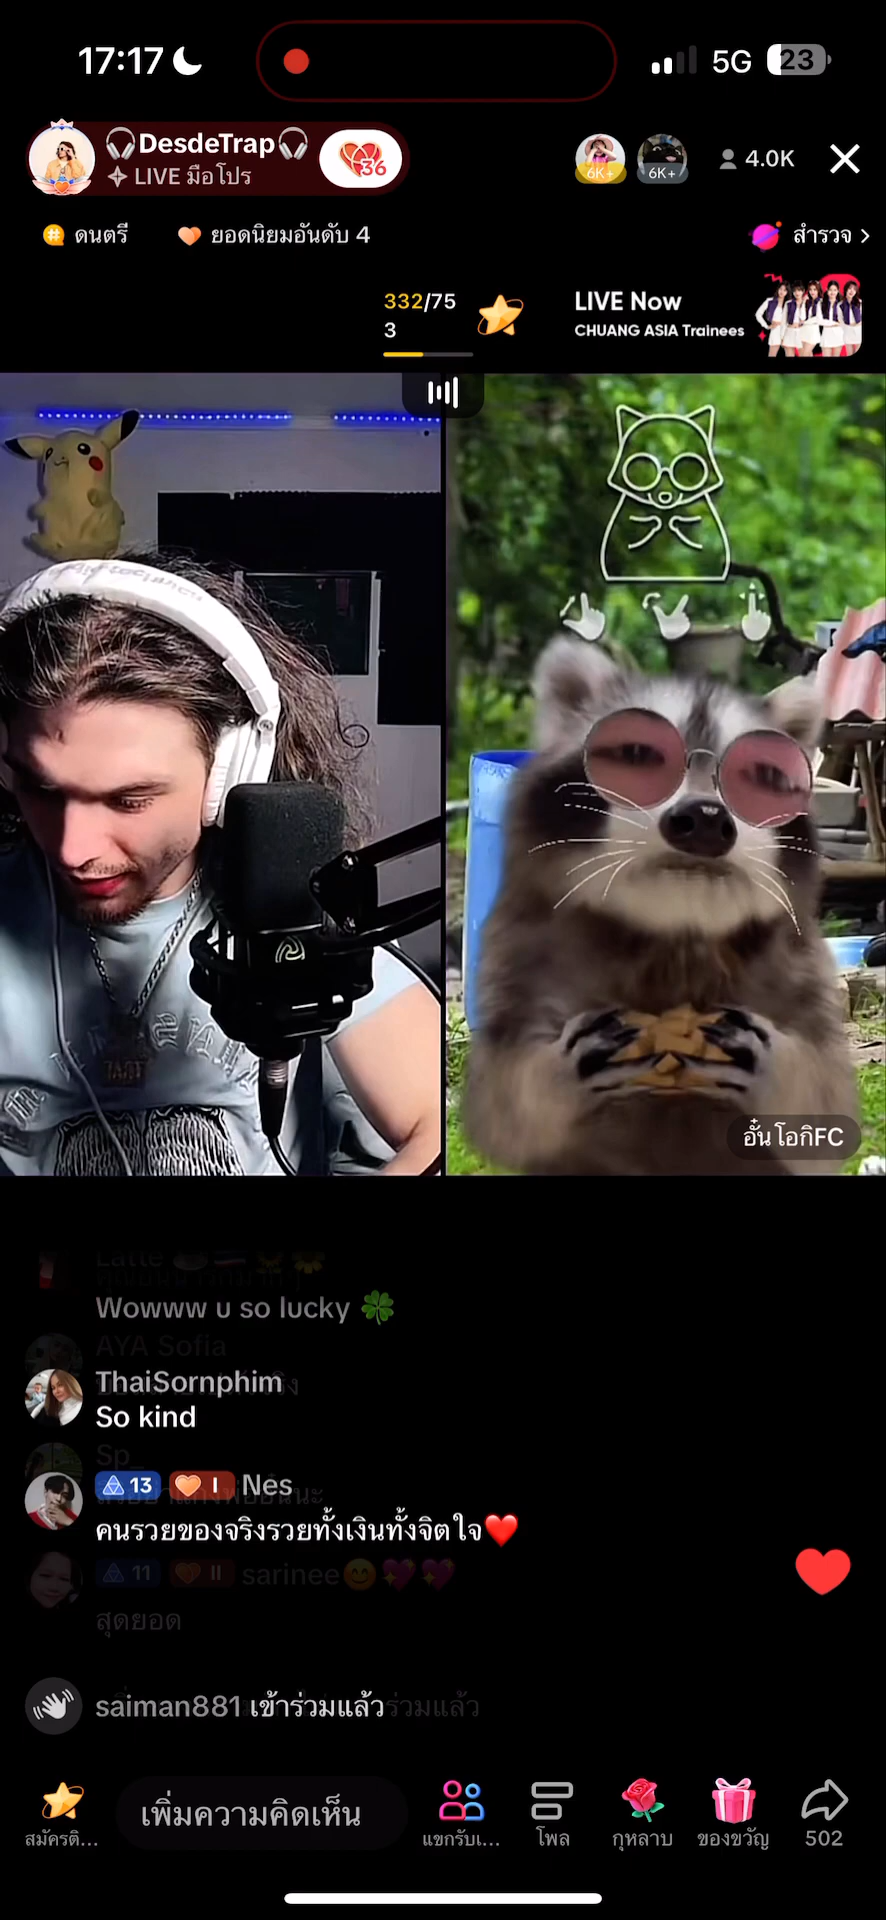 17:17
5G
23
🎧DesdeTrap🎧
LIVE มือโปร
36
6K+
6K+
4.0K
ดนตรี
ยอดนิยมอันดับ 4
สำรวจ
332/75
3
LIVE Now
CHUANG ASIA Trainees
อั๋นโอกิFC
Latte
Wowww u so lucky 🍀
AYA Sofia
ThaiSornphim
So kind
Sp_
13 I Nes
คนรวยของจริงรวยทั้งเงินทั้งจิตใจ❤️
11 II sarinee😊💖💖
สุดยอด
saiman881 เข้าร่วมแล้ว
สมัครติ...
เพิ่มความคิดเห็น
แขกรับเ...
โพล
กุหลาบ
ของขวัญ
502